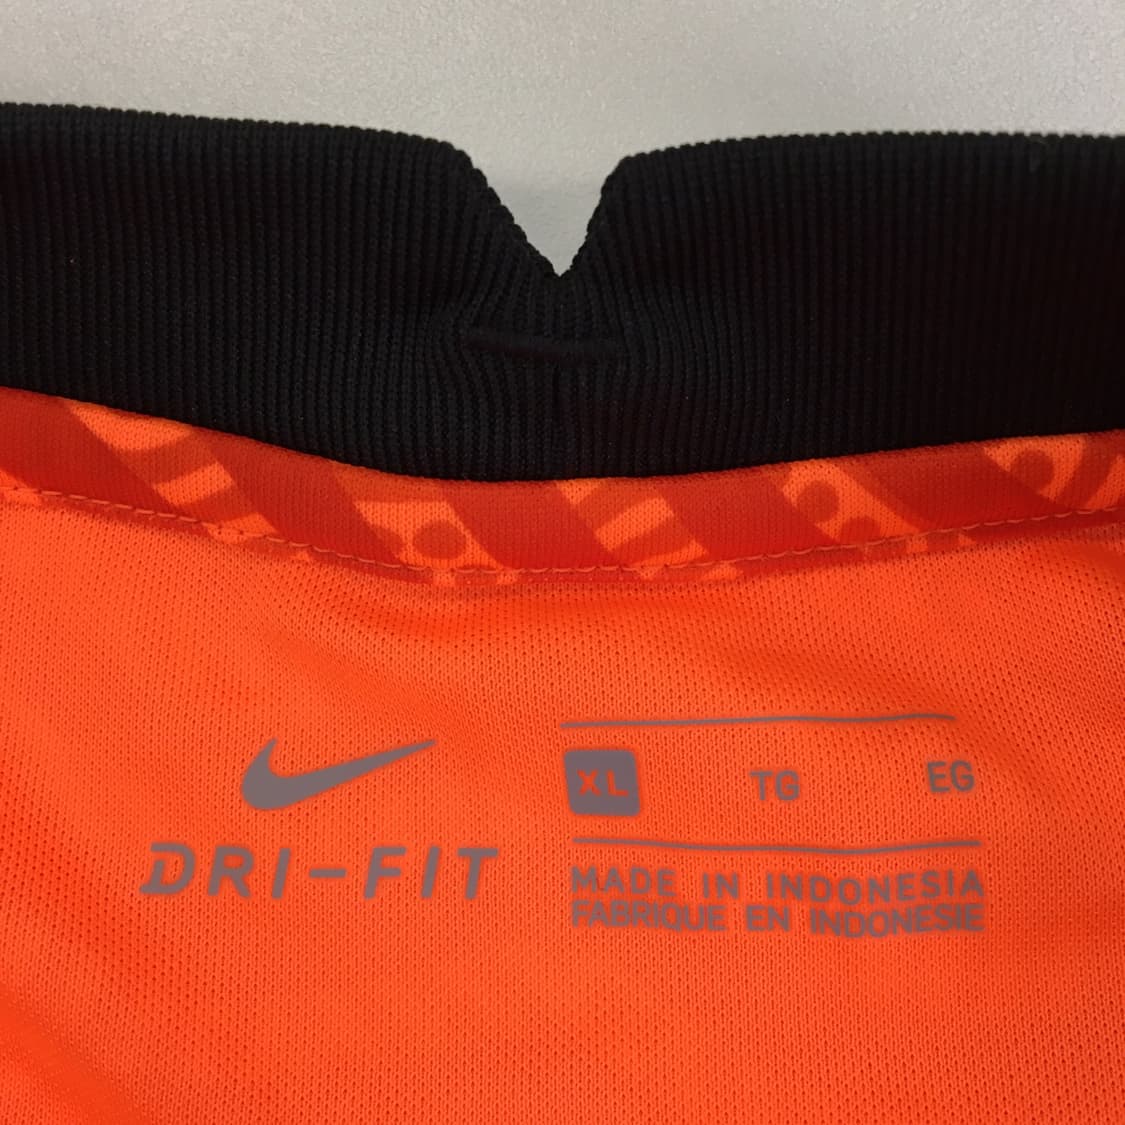 DRI-FIT
XL TG EG
MADE IN INDONESIA
FABRIQUE EN INDONESIE